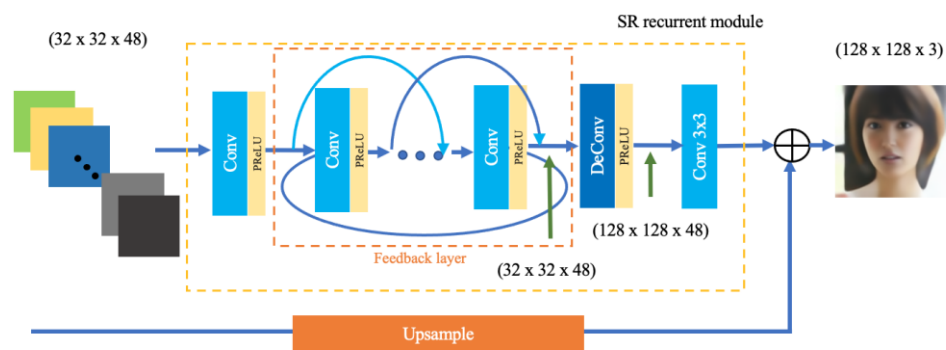 SR recurrent module
(32 x 32 x 48)
(128 x 128 x 3)
Conv
PReLU
Conv
PReLU
Conv
PReLU
DeConv
PReLU
Conv 3x3
(128 x 128 x 48)
Feedback layer
(32 x 32 x 48)
Upsample